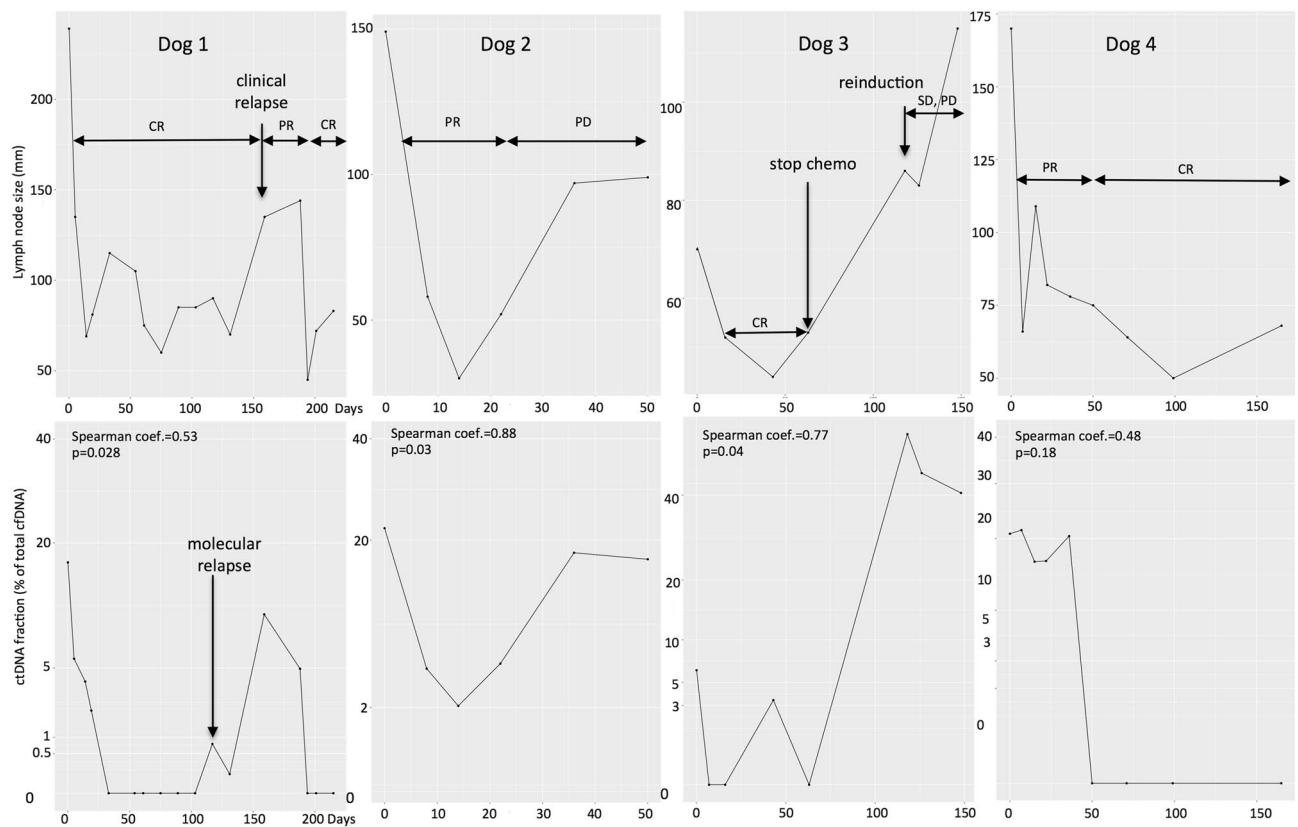 Dog 1
Dog 2
Dog 3
Dog 4
Lymph node size (mm)
200
150
100
50
clinical
relapse
CR
PR
CR
0 50 100 150 200 Days
150
100
50
PR
PD
0 10 20 30 40 50
100
80
60
reinduction
SD, PD
stop chemo
CR
0 50 100 150
175
150
125
100
75
50
PR
CR
0 50 100 150
ctDNA fraction (% of total cfDNA)
Spearman coef.=0.53
p=0.028
40
20
5
1
0.5
0
molecular
relapse
0 50 100 150 200 Days
Spearman coef.=0.88
p=0.03
40
20
2
0
0 10 20 30 40 50
Spearman coef.=0.77
p=0.04
40
20
10
5
3
0
0 50 100 150
Spearman coef.=0.48
p=0.18
40
30
20
10
5
3
0
0 50 100 150